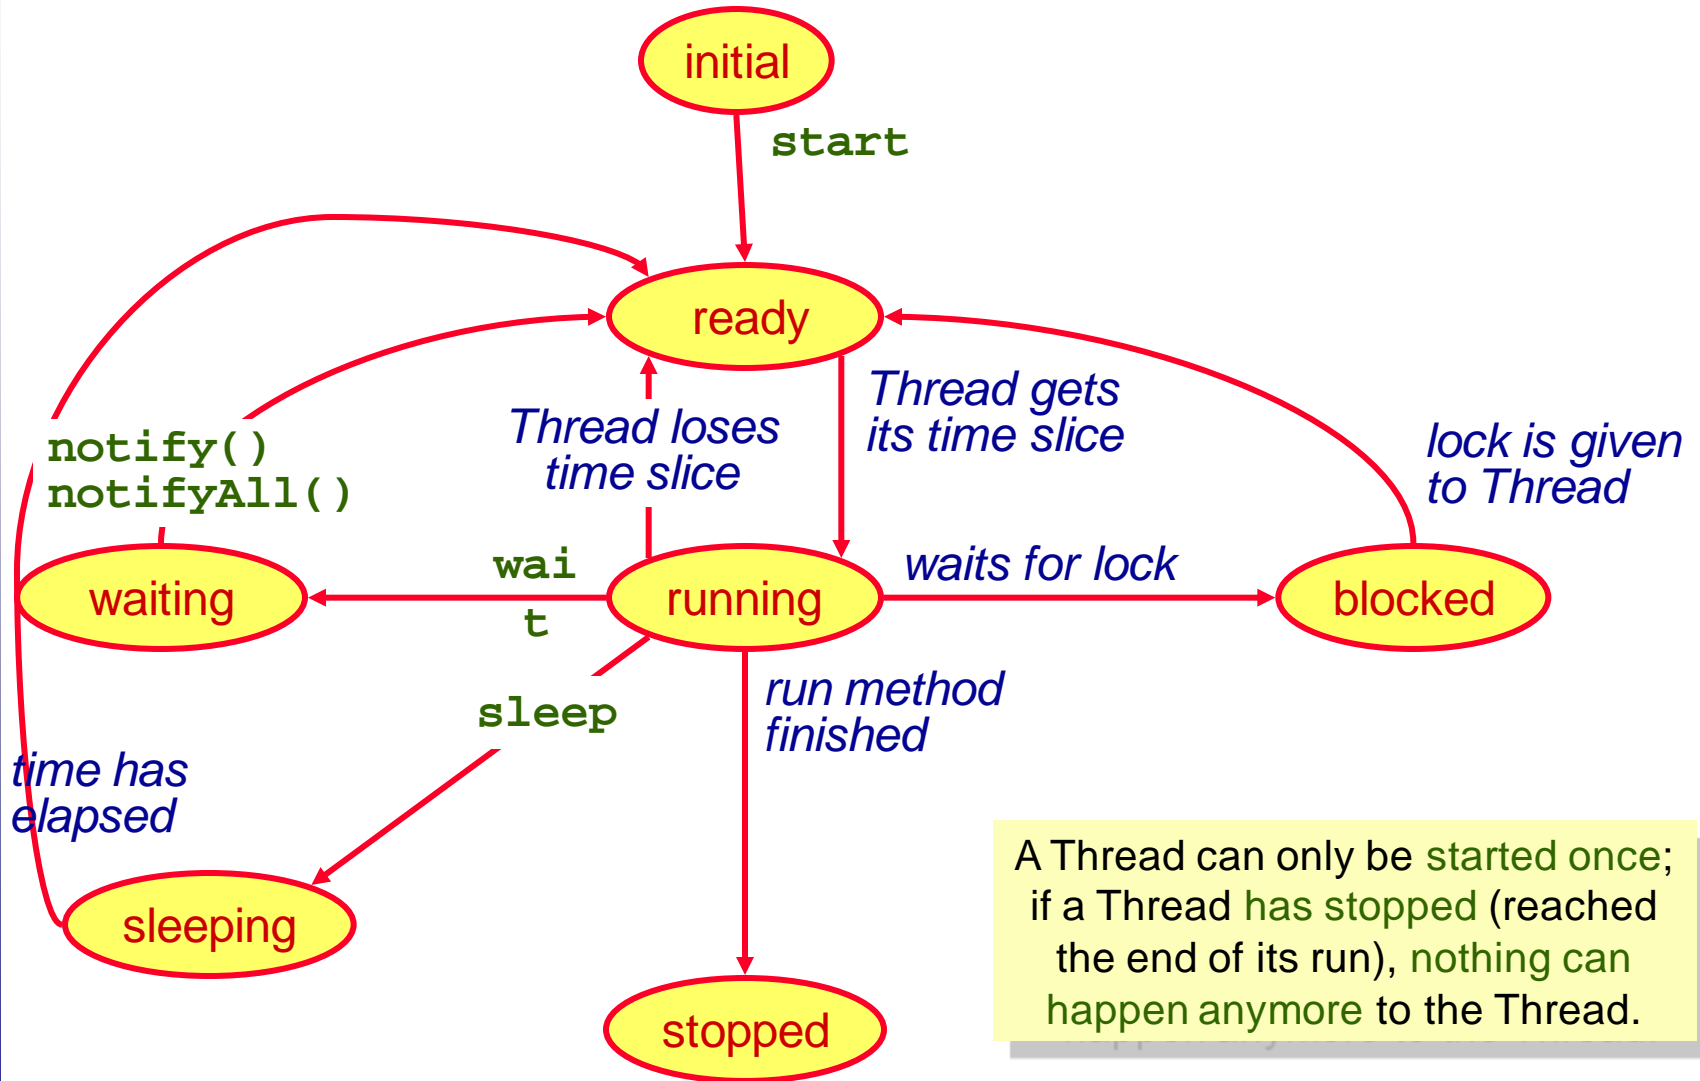 initial
start
ready
Thread gets
its time slice
Thread loses
time slice
notify()
notifyAll()
lock is given
to Thread
waiting
wai
t
running
waits for lock
blocked
sleep
run method
finished
time has
elapsed
sleeping
stopped
A Thread can only be started once;
if a Thread has stopped (reached
the end of its run), nothing can
happen anymore to the Thread.